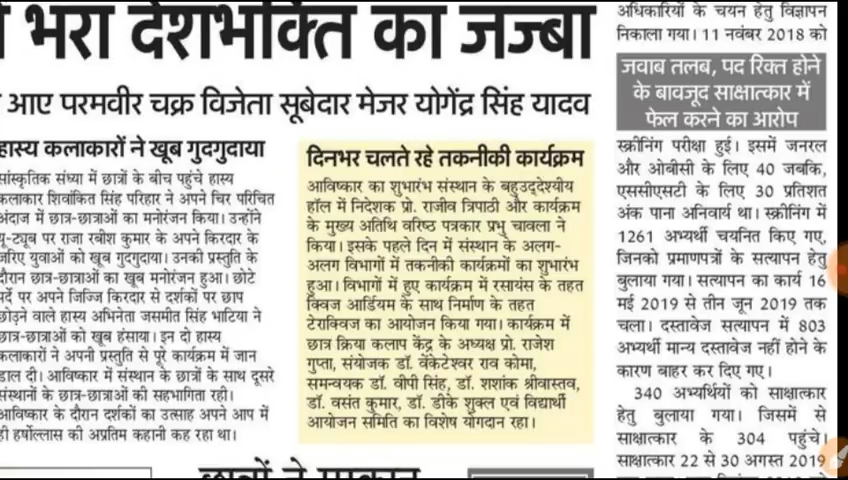 भरा देशभक्ति का जज्बा
आए परमवीर चक्र विजेता सूबेदार मेजर योगेंद्र सिंह यादव
हास्य कलाकारों ने खूब गुदगुदाया
सांस्कृतिक संध्या में छात्रों के बीच पहुंचे हास्य
कलाकार शिवांकित सिंह परिहार ने अपने चिर परिचित
अंदाज में छात्र-छात्राओं का मनोरंजन किया। उन्होंने
यू-ट्यूब पर राजा रबीश कुमार के अपने किरदार के
जरिए युवाओं को खूब गुदगुदाया। उनकी प्रस्तुति के
दौरान छात्र-छात्राओं का खूब मनोरंजन हुआ। छोटे
पर्दे पर अपने जिज्जि किरदार से दर्शकों पर छाप
छोड़ने वाले हास्य अभिनेता जसमीत सिंह भाटिया ने
छात्र-छात्राओं को खूब हंसाया। इन दो हास्य
कलाकारों ने अपनी प्रस्तुति से पूरे कार्यक्रम में जान
डाल दी। आविष्कार में संस्थान के छात्रों के साथ दूसरे
संस्थानों के छात्र-छात्राओं की सहभागिता रही।
आविष्कार के दौरान दर्शकों का उत्साह अपने आप में
ही हर्षोल्लास की अप्रतिम कहानी कह रहा था।
दिनभर चलते रहे तकनीकी कार्यक्रम
आविष्कार का शुभारंभ संस्थान के बहुउद्देश्यीय
हॉल में निदेशक प्रो. राजीव त्रिपाठी और कार्यक्रम
के मुख्य अतिथि वरिष्ठ पत्रकार प्रभु चावला ने
किया। इसके पहले दिन में संस्थान के अलग-
अलग विभागों में तकनीकी कार्यक्रमों का शुभारंभ
हुआ। विभागों में हुए कार्यक्रम में रसायंस के तहत
क्विज आर्डियम के साथ निर्माण के तहत
टेराक्विज का आयोजन किया गया। कार्यक्रम में
छात्र क्रिया कलाप केंद्र के अध्यक्ष प्रो. राजेश
गुप्ता, संयोजक डॉ. वेंकेटेश्वर राव कोमा,
समन्वयक डॉ. वीपी सिंह, डॉ. शशांक श्रीवास्तव,
डॉ. वसंत कुमार, डॉ. डीके शुक्ल एवं विद्यार्थी
आयोजन समिति का विशेष योगदान रहा।
अधिकारियों के चयन हेतु विज्ञापन
निकाला गया। 11 नवंबर 2018 को
जवाब तलब, पद रिक्त होने
के बावजूद साक्षात्कार में
फेल करने का आरोप
स्क्रीनिंग परीक्षा हुई। इसमें जनरल
और ओबीसी के लिए 40 जबकि,
एससीएसटी के लिए 30 प्रतिशत
अंक पाना अनिवार्य था। स्क्रीनिंग में
1261 अभ्यर्थी चयनित किए गए,
जिनको प्रमाणपत्रों के सत्यापन हेतु
बुलाया गया। सत्यापन का कार्य 16
मई 2019 से तीन जून 2019 तक
चला। दस्तावेज सत्यापन में 803
अभ्यर्थी मान्य दस्तावेज नहीं होने के
कारण बाहर कर दिए गए।
340 अभ्यर्थियों को साक्षात्कार
हेतु बुलाया गया। जिसमें से
साक्षात्कार के 304 पहुंचे।
साक्षात्कार 22 से 30 अगस्त 2019